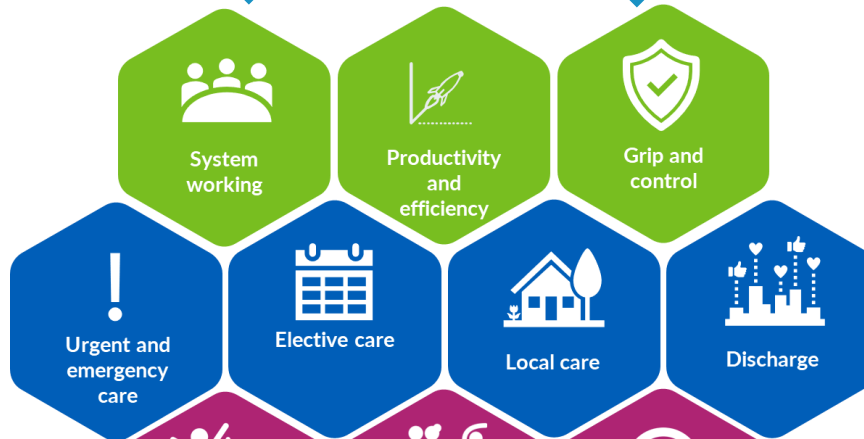 System
working
Productivity
and
efficiency
Grip and
control
Urgent and
emergency
care
Elective care
Local care
Discharge